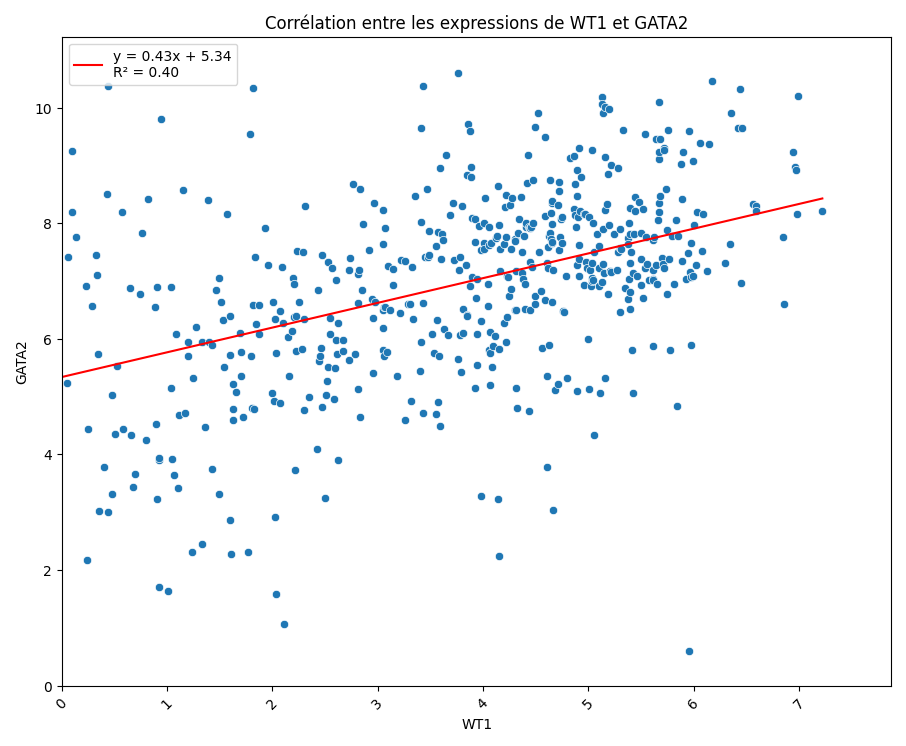 Corrélation entre les expressions de WT1 et GATA2
y = 0.43x + 5.34
R² = 0.40
10
8
6
4
2
0
GATA2
0
1
2
3
4
5
6
7
WT1